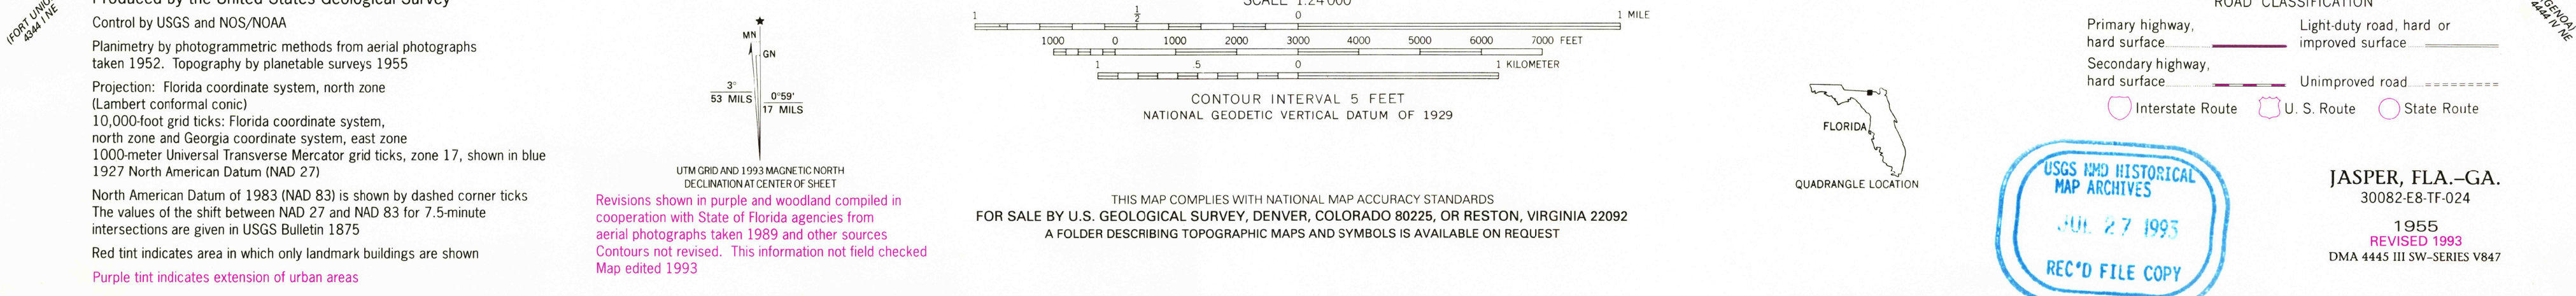 (FORT UNION)
4344 I NE
Produced by the United States Geological Survey
Control by USGS and NOS/NOAA
Planimetry by photogrammetric methods from aerial photographs
taken 1952. Topography by planetable surveys 1955
Projection: Florida coordinate system, north zone
(Lambert conformal conic)
10,000-foot grid ticks: Florida coordinate system,
north zone and Georgia coordinate system, east zone
1000-meter Universal Transverse Mercator grid ticks, zone 17, shown in blue
1927 North American Datum (NAD 27)
North American Datum of 1983 (NAD 83) is shown by dashed corner ticks
The values of the shift between NAD 27 and NAD 83 for 7.5-minute
intersections are given in USGS Bulletin 1875
Red tint indicates area in which only landmark buildings are shown
Purple tint indicates extension of urban areas
MN
GN
3°
53 MILS
0°59'
17 MILS
UTM GRID AND 1993 MAGNETIC NORTH
DECLINATION AT CENTER OF SHEET
Revisions shown in purple and woodland compiled in
cooperation with State of Florida agencies from
aerial photographs taken 1989 and other sources
Contours not revised. This information not field checked
Map edited 1993
SCALE 1:24 000
1 1/2 0 1 MILE
1000 0 1000 2000 3000 4000 5000 6000 7000 FEET
1 .5 0 1 KILOMETER
CONTOUR INTERVAL 5 FEET
NATIONAL GEODETIC VERTICAL DATUM OF 1929
THIS MAP COMPLIES WITH NATIONAL MAP ACCURACY STANDARDS
FOR SALE BY U.S. GEOLOGICAL SURVEY, DENVER, COLORADO 80225, OR RESTON, VIRGINIA 22092
A FOLDER DESCRIBING TOPOGRAPHIC MAPS AND SYMBOLS IS AVAILABLE ON REQUEST
FLORIDA
QUADRANGLE LOCATION
ROAD CLASSIFICATION
Primary highway,
hard surface
Light-duty road, hard or
improved surface
Secondary highway,
hard surface
Unimproved road
Interstate Route U. S. Route State Route
(GENOA)
4444 IV NE
USGS NMD HISTORICAL
MAP ARCHIVES
JUL 27 1993
REC'D FILE COPY
JASPER, FLA.–GA.
30082-E8-TF-024
1955
REVISED 1993
DMA 4445 III SW–SERIES V847